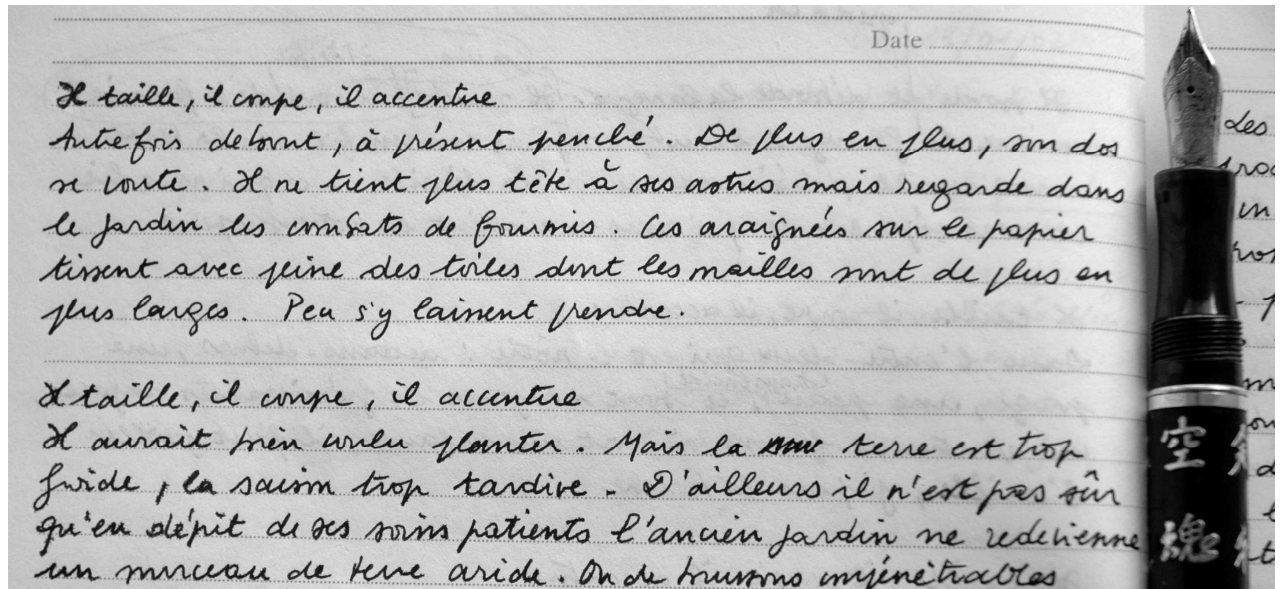 Date
Il taille, il coupe, il accentue
Autrefois debout, à présent penché. De plus en plus, son dos
se voute. Il ne tient plus tête à ses astres mais regarde dans
le jardin les combats de fourmis. Ces araignées sur le papier
tissent avec peine des toiles dont les mailles sont de plus en
plus larges. Peu s'y laissent prendre.
Il taille, il coupe, il accentue
Il aurait bien voulu planter. Mais la terre est trop
froide, la saison trop tardive. D'ailleurs il n'est pas sûr
qu'en dépit de ses soins patients l'ancien jardin ne redevienne
un morceau de terre aride. Ou de buissons impénétrables
Les
un
空
魂